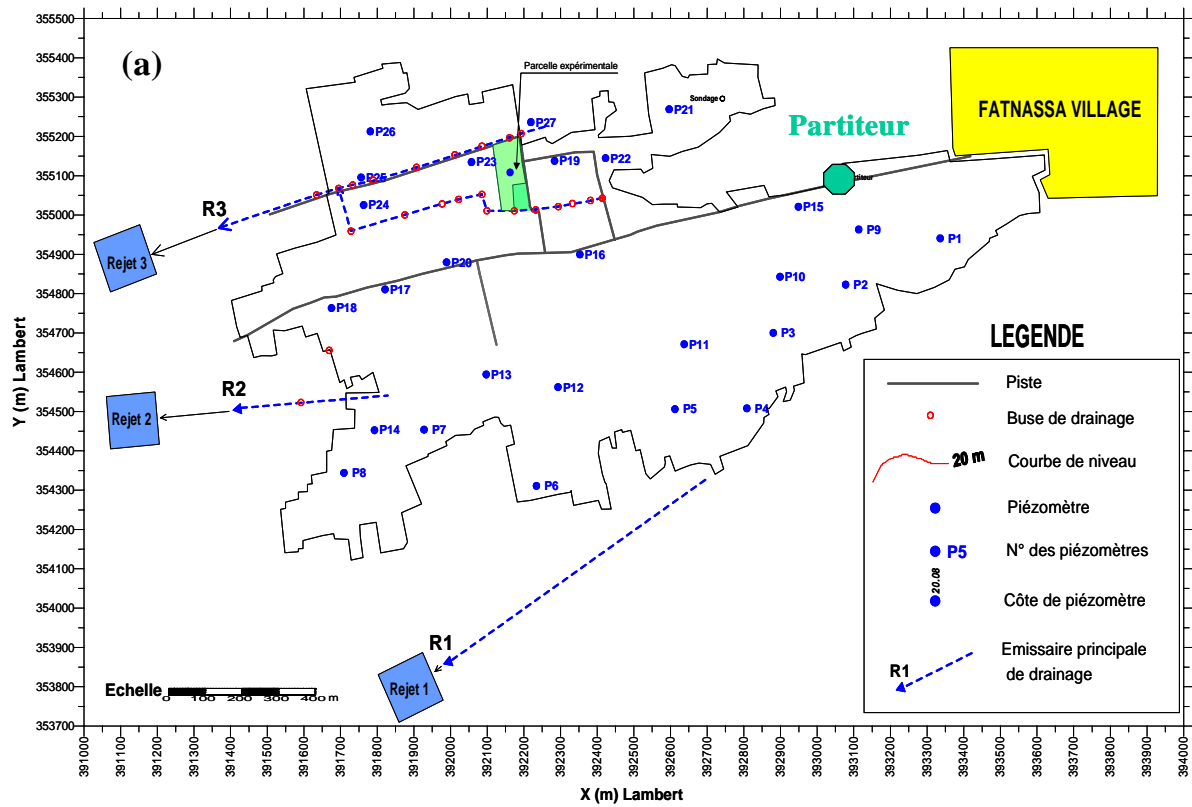 (a)
Parcelle expérimentale
Sondage
FATNASSA VILLAGE
Partiteur
P27
P21
P26
P23
P19
P22
P25
P24
P15
P9
P1
R3
Rejet 3
P20
P16
P10
P2
P17
P18
P3
P11
P13
P12
P5
P4
R2
Rejet 2
P14
P7
P8
P6
R1
Rejet 1
Echelle
0 100 200 300 400 m
LEGENDE
Piste
Buse de drainage
20 m
Courbe de niveau
Piézomètre
P5
N° des piézomètres
20.08
Côte de piézomètre
R1
Emissaire principale
de drainage
Y (m) Lambert
355500
355400
355300
355200
355100
355000
354900
354800
354700
354600
354500
354400
354300
354200
354100
354000
353900
353800
353700
391000
391100
391200
391300
391400
391500
391600
391700
391800
391900
392000
392100
392200
392300
392400
392500
392600
392700
392800
392900
393000
393100
393200
393300
393400
393500
393600
393700
393800
393900
394000
X (m) Lambert